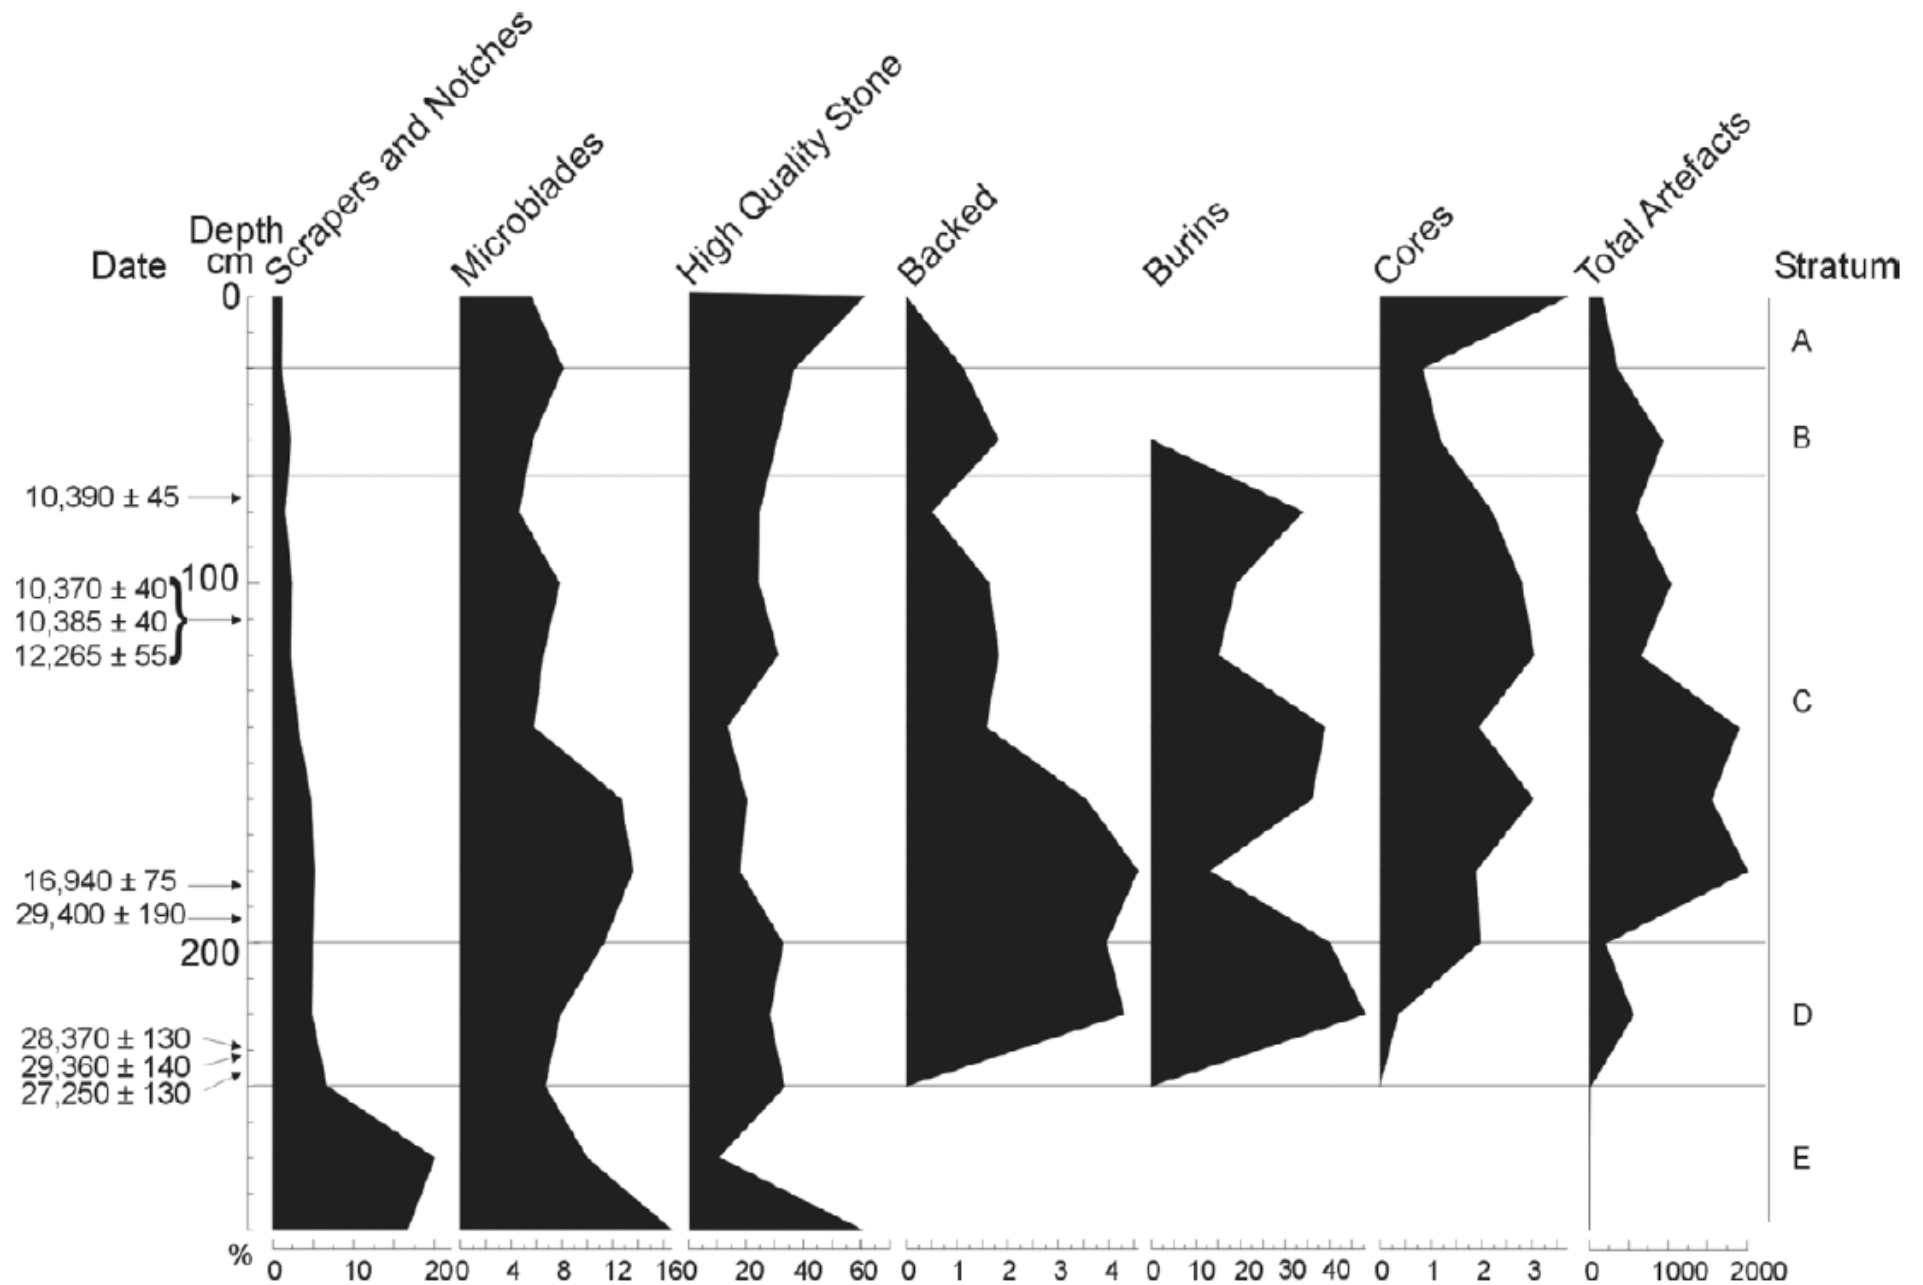 Scrapers and Notches
Microblades
High Quality Stone
Backed
Burins
Cores
Total Artefacts
Date
Depth
cm
Stratum
0
A
B
10,390 ± 45
100
10,370 ± 40
10,385 ± 40
12,265 ± 55
C
16,940 ± 75
29,400 ± 190
200
D
28,370 ± 130
29,360 ± 140
27,250 ± 130
E
%
0 10 20
0 4 8 12 16
0 20 40 60
0 1 2 3 4
0 10 20 30 40
0 1 2 3
0 1000 2000